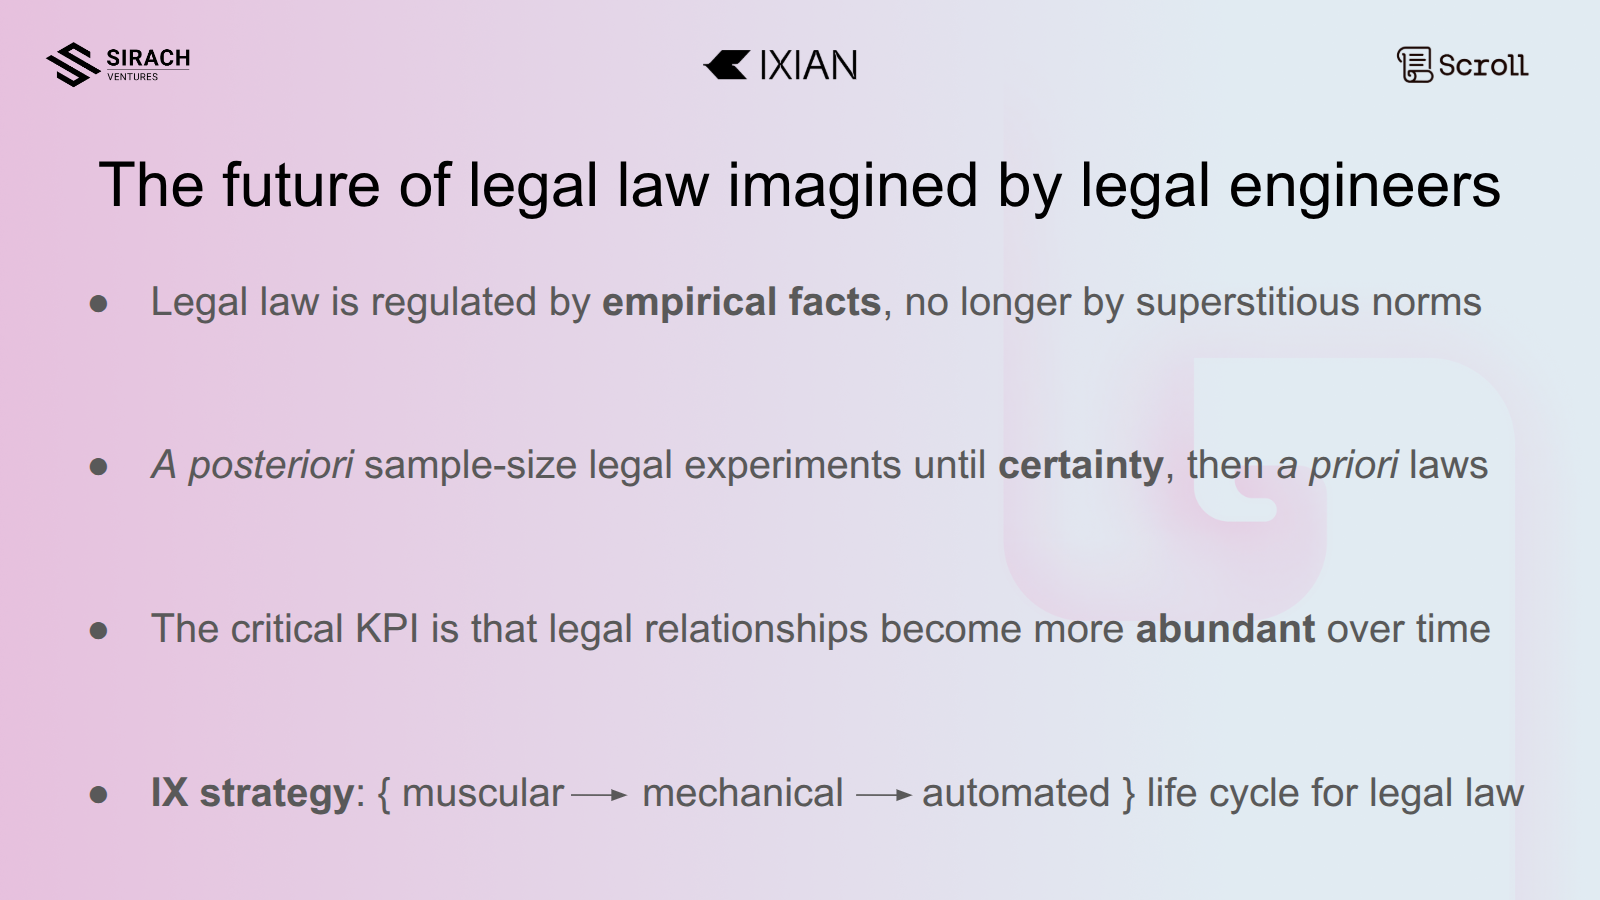 SIRACH
VENTURES
IXIAN
Scroll
The future of legal law imagined by legal engineers
● Legal law is regulated by empirical facts, no longer by superstitious norms
● A posteriori sample-size legal experiments until certainty, then a priori laws
● The critical KPI is that legal relationships become more abundant over time
● IX strategy: { muscular → mechanical → automated } life cycle for legal law